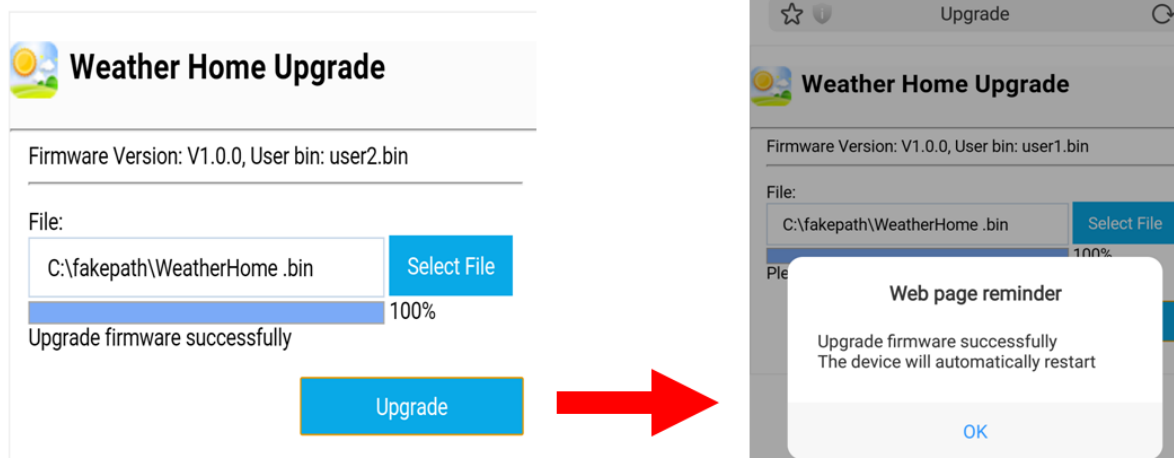 Weather Home Upgrade
Firmware Version: V1.0.0, User bin: user2.bin
File:
C:\fakepath\WeatherHome .bin
Select File
100%
Upgrade firmware successfully
Upgrade
Upgrade
Weather Home Upgrade
Firmware Version: V1.0.0, User bin: user1.bin
File:
C:\fakepath\WeatherHome .bin
Select File
100%
Web page reminder
Upgrade firmware successfully
The device will automatically restart
OK